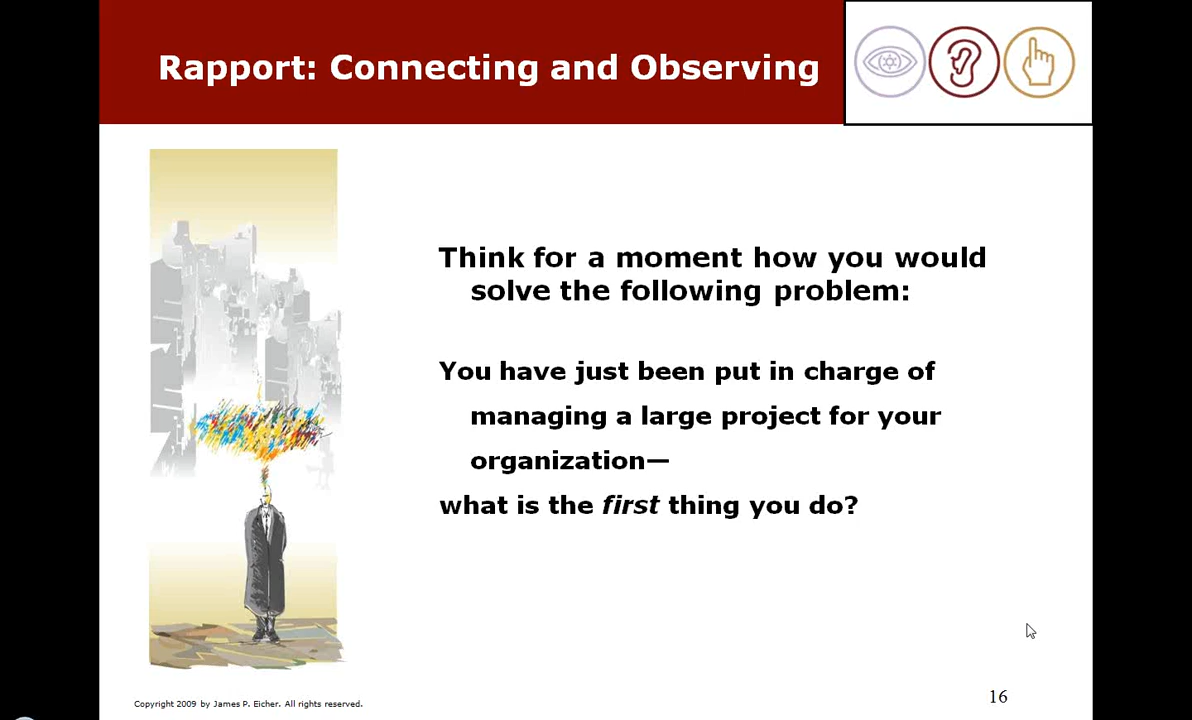 Rapport: Connecting and Observing
Think for a moment how you would
solve the following problem:
You have just been put in charge of
managing a large project for your
organization—
what is the first thing you do?
Copyright 2009 by James P. Eicher. All rights reserved.
16